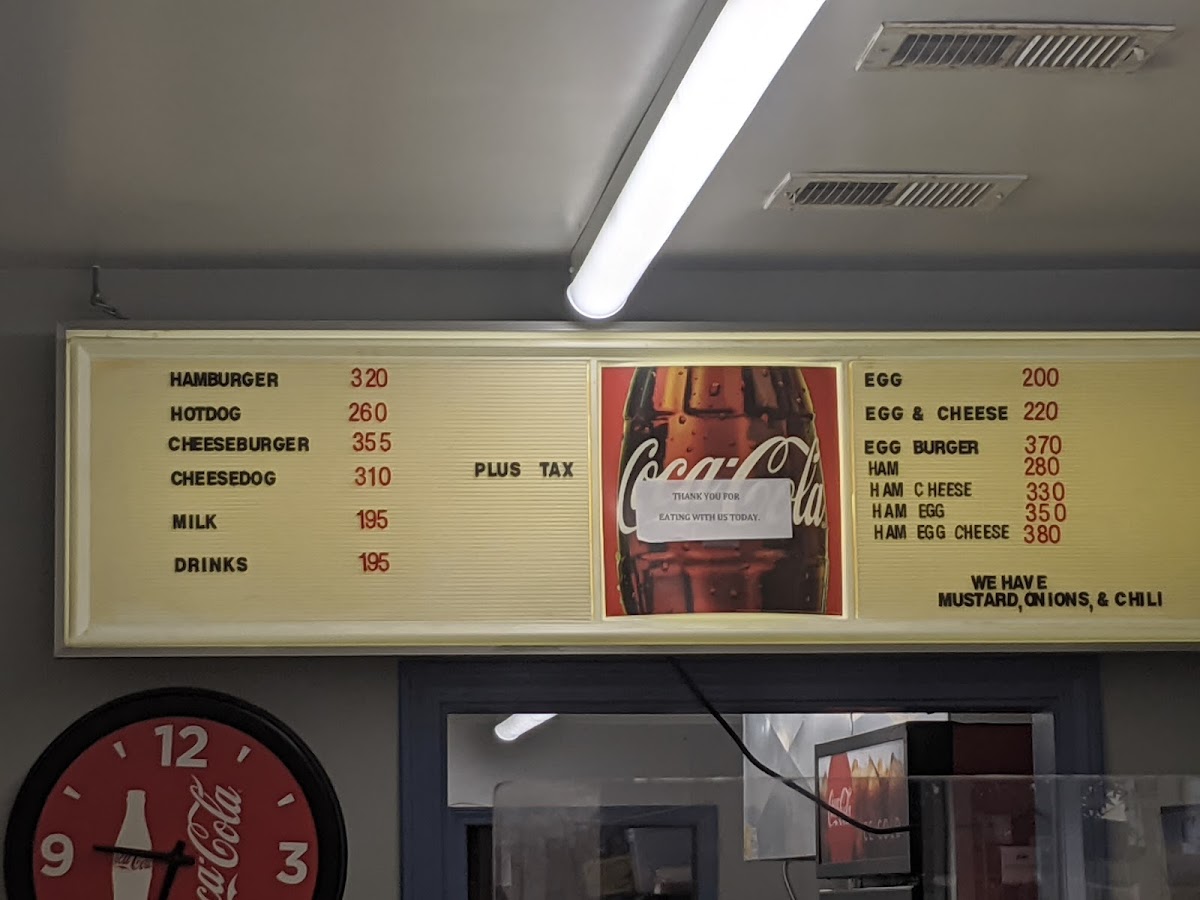 HAMBURGER 320
HOTDOG 260
CHEESEBURGER 355
CHEESEDOG 310
MILK 195
DRINKS 195
PLUS TAX
Coca-Cola
THANK YOU FOR
EATING WITH US TODAY.
EGG 200
EGG & CHEESE 220
EGG BURGER 370
HAM 280
HAM CHEESE 330
HAM EGG 350
HAM EGG CHEESE 380
WE HAVE
MUSTARD, ONIONS, & CHILI
12
9
3
Coca-Cola